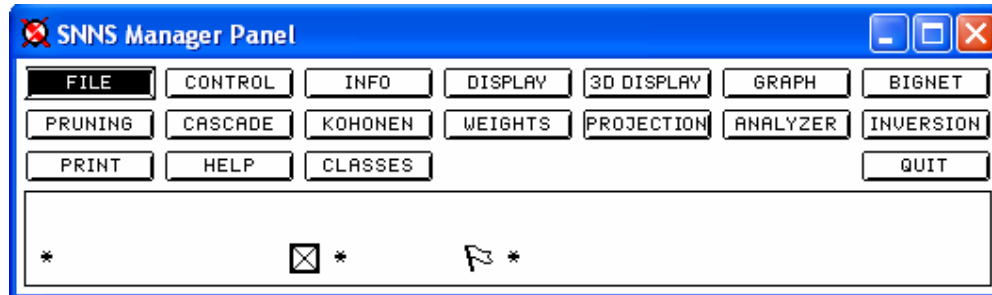 SNNS Manager Panel
FILE CONTROL INFO DISPLAY 3D DISPLAY GRAPH BIGNET
PRUNING CASCADE KOHONEN WEIGHTS PROJECTION ANALYZER INVERSION
PRINT HELP CLASSES QUIT
* * *